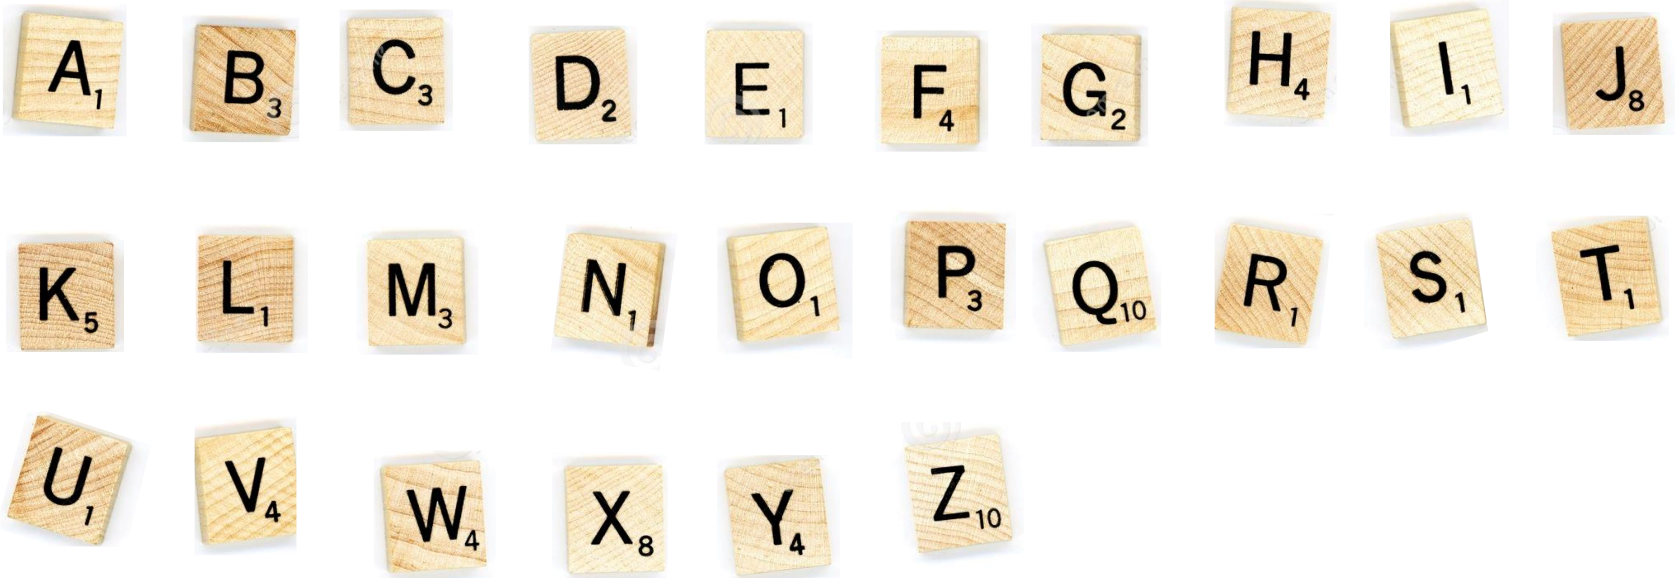 A1 B3 C3 D2 E1 F4 G2 H4 I1 J8
K5 L1 M3 N1 O1 P3 Q10 R1 S1 T1
U1 V4 W4 X8 Y4 Z10